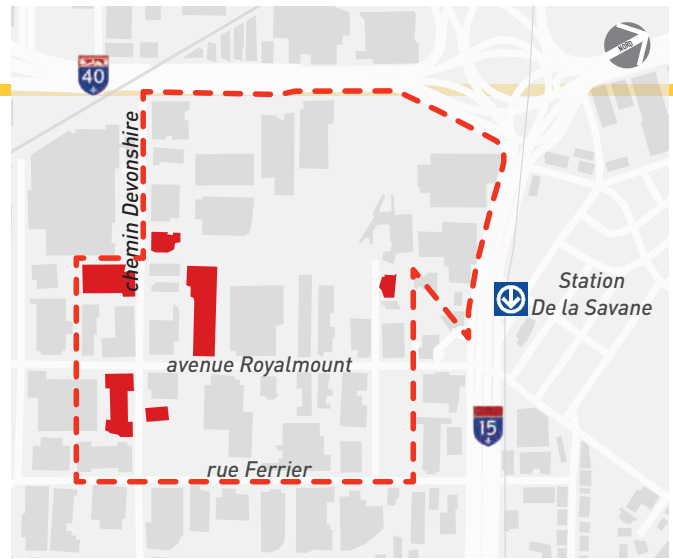 NORD
40
chemin Devonshire
Station
De la Savane
avenue Royalmount
15
rue Ferrier